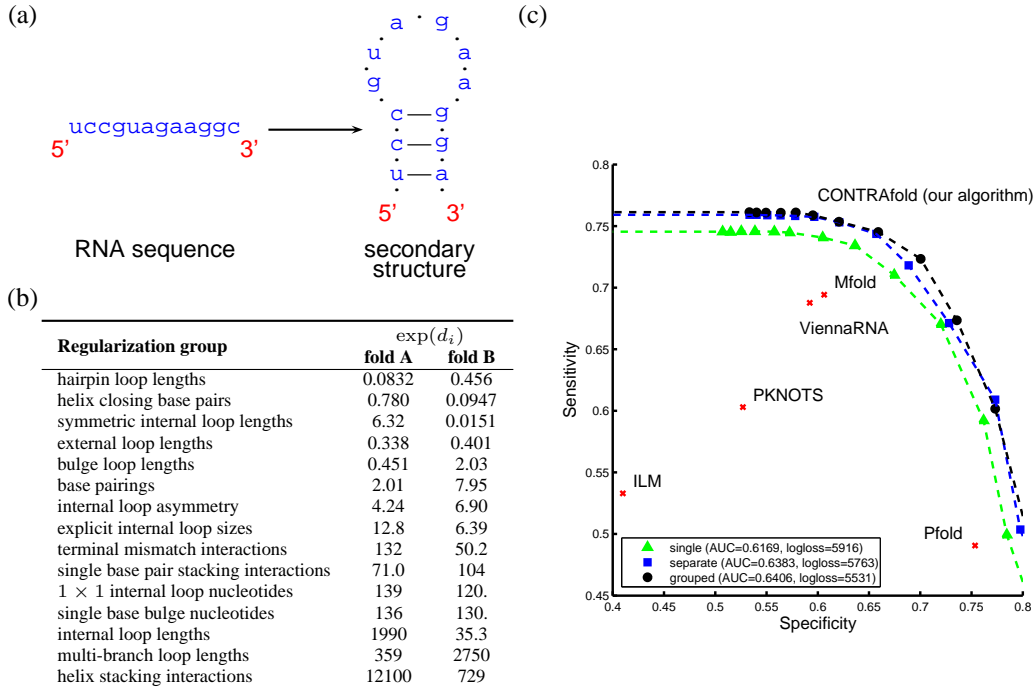 (a)
uccguagaaggc
5’ 3’
RNA sequence
a g
u a
g a
c g
c g
u a
5’ 3’
secondary
structure
(b)
Regularization group exp(d_i)
fold A fold B
hairpin loop lengths 0.0832 0.456
helix closing base pairs 0.780 0.0947
symmetric internal loop lengths 6.32 0.0151
external loop lengths 0.338 0.401
bulge loop lengths 0.451 2.03
base pairings 2.01 7.95
internal loop asymmetry 4.24 6.90
explicit internal loop sizes 12.8 6.39
terminal mismatch interactions 132 50.2
single base pair stacking interactions 71.0 104
1 × 1 internal loop nucleotides 139 120.
single base bulge nucleotides 136 130.
internal loop lengths 1990 35.3
multi-branch loop lengths 359 2750
helix stacking interactions 12100 729
(c)
0.8
0.75
0.7
0.65
0.6
0.55
0.5
0.45
Sensitivity
CONTRAfold (our algorithm)
Mfold
ViennaRNA
PKNOTS
ILM
Pfold
single (AUC=0.6169, logloss=5916)
separate (AUC=0.6383, logloss=5763)
grouped (AUC=0.6406, logloss=5531)
0.4 0.45 0.5 0.55 0.6 0.65 0.7 0.75 0.8
Specificity